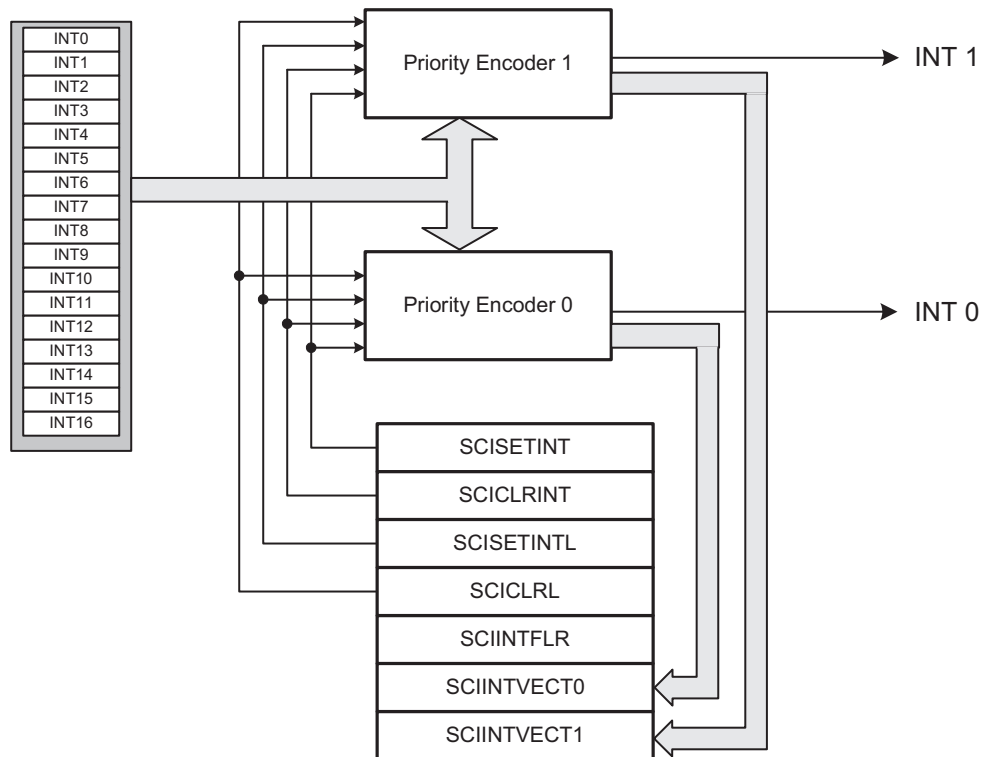 INT0
INT1
INT2
INT3
INT4
INT5
INT6
INT7
INT8
INT9
INT10
INT11
INT12
INT13
INT14
INT15
INT16
Priority Encoder 1
INT 1
Priority Encoder 0
INT 0
SCISETINT
SCICLRINT
SCISETINTL
SCICLRL
SCIINTFLR
SCIINTVECT0
SCIINTVECT1